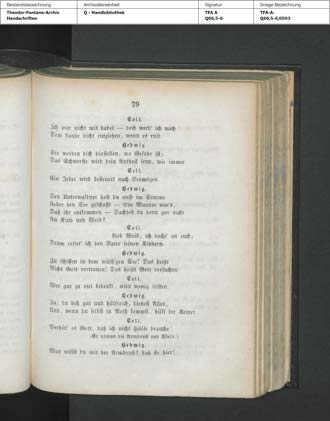 Bestandsbezeichnung
Archivalieneinheit
Signatur
Image-Bezeichnung
Theodor-Fontane-Archiv
Handschriften
Q - Handbibliothek
TFA A
Q66,5-6
TFA-A-
Q66,5-6,0593
79
Tell.
Ich war nicht mit dabei — doch werd' ich mich
Dem Lande nicht entziehen, wenn es ruft.
Hedwig.
Sie werden dich hinstellen, wo Gefahr ist;
Das Schwerste wird dein Antheil seyn, wie immer
Tell.
Ein Jeder wird besteuert nach Vermögen.
Hedwig.
Den Unterwaldner hast du auch im Sturme
Ueber den See geschafft — Ein Wunder war's,
Daß ihr entkommen — Dachtest du denn gar nicht
An Kind und Weib?
Tell.
Lieb Weib, ich dacht' an euch;
Drum rettet' ich den Vater seinen Kindern.
Hedwig.
Zu schiffen in dem wüth'gen See! Das heißt
Nicht Gott vertrauen! Das heißt Gott versuchen!
Tell.
Wer gar zu viel bedenkt, wird wenig leisten.
Hedwig.
Ja, du bist gut und hülfreich, dienest Allen,
Und, wenn du selbst in Noth kommst, hilft dir Keiner.
Tell.
Verhüt' es Gott, daß ich nicht Hülfe brauche!
(Er nimmt die Armbrust und Pfeile.)
Hedwig.
Was willst du mit der Armbrust? laß sie hier!